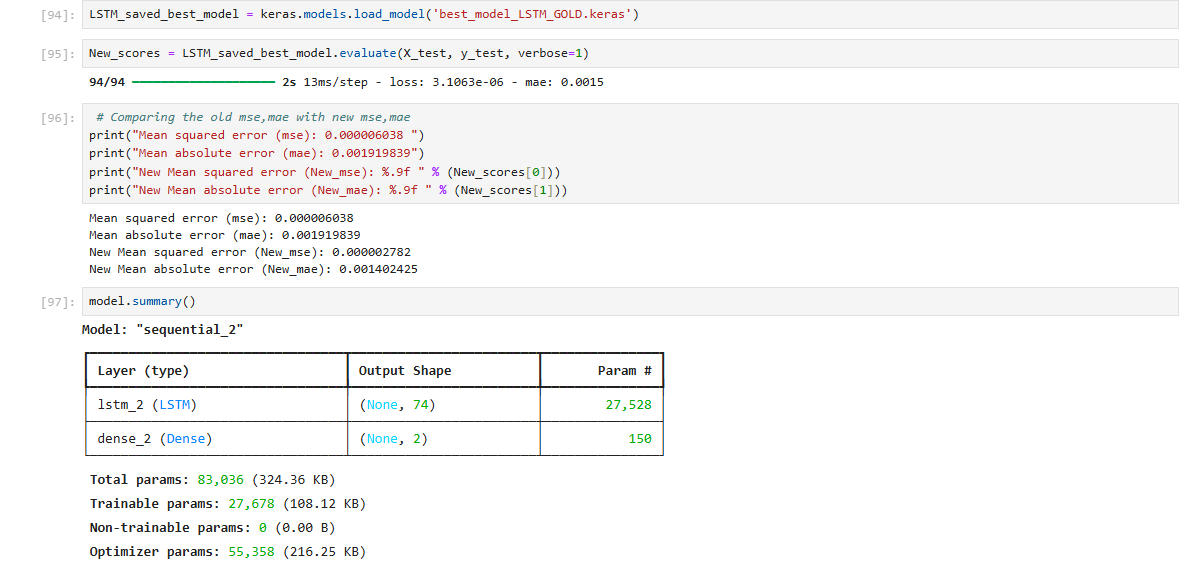 [94]: LSTM_saved_best_model = keras.models.load_model('best_model_LSTM_GOLD.keras')
[95]: New_scores = LSTM_saved_best_model.evaluate(X_test, y_test, verbose=1)
94/94 ━━━━━━━━━━━━━━━━━━━━ 2s 13ms/step - loss: 3.1063e-06 - mae: 0.0015
[96]: # Comparing the old mse,mae with new mse,mae
print("Mean squared error (mse): 0.000006038 ")
print("Mean absolute error (mae): 0.001919839")
print("New Mean squared error (New_mse): %.9f " % (New_scores[0]))
print("New Mean absolute error (New_mae): %.9f " % (New_scores[1]))
Mean squared error (mse): 0.000006038
Mean absolute error (mae): 0.001919839
New Mean squared error (New_mse): 0.000002782
New Mean absolute error (New_mae): 0.001402425
[97]: model.summary()
Model: "sequential_2"
Layer (type) Output Shape Param #
lstm_2 (LSTM) (None, 74) 27,528
dense_2 (Dense) (None, 2) 150
Total params: 83,036 (324.36 KB)
Trainable params: 27,678 (108.12 KB)
Non-trainable params: 0 (0.00 B)
Optimizer params: 55,358 (216.25 KB)